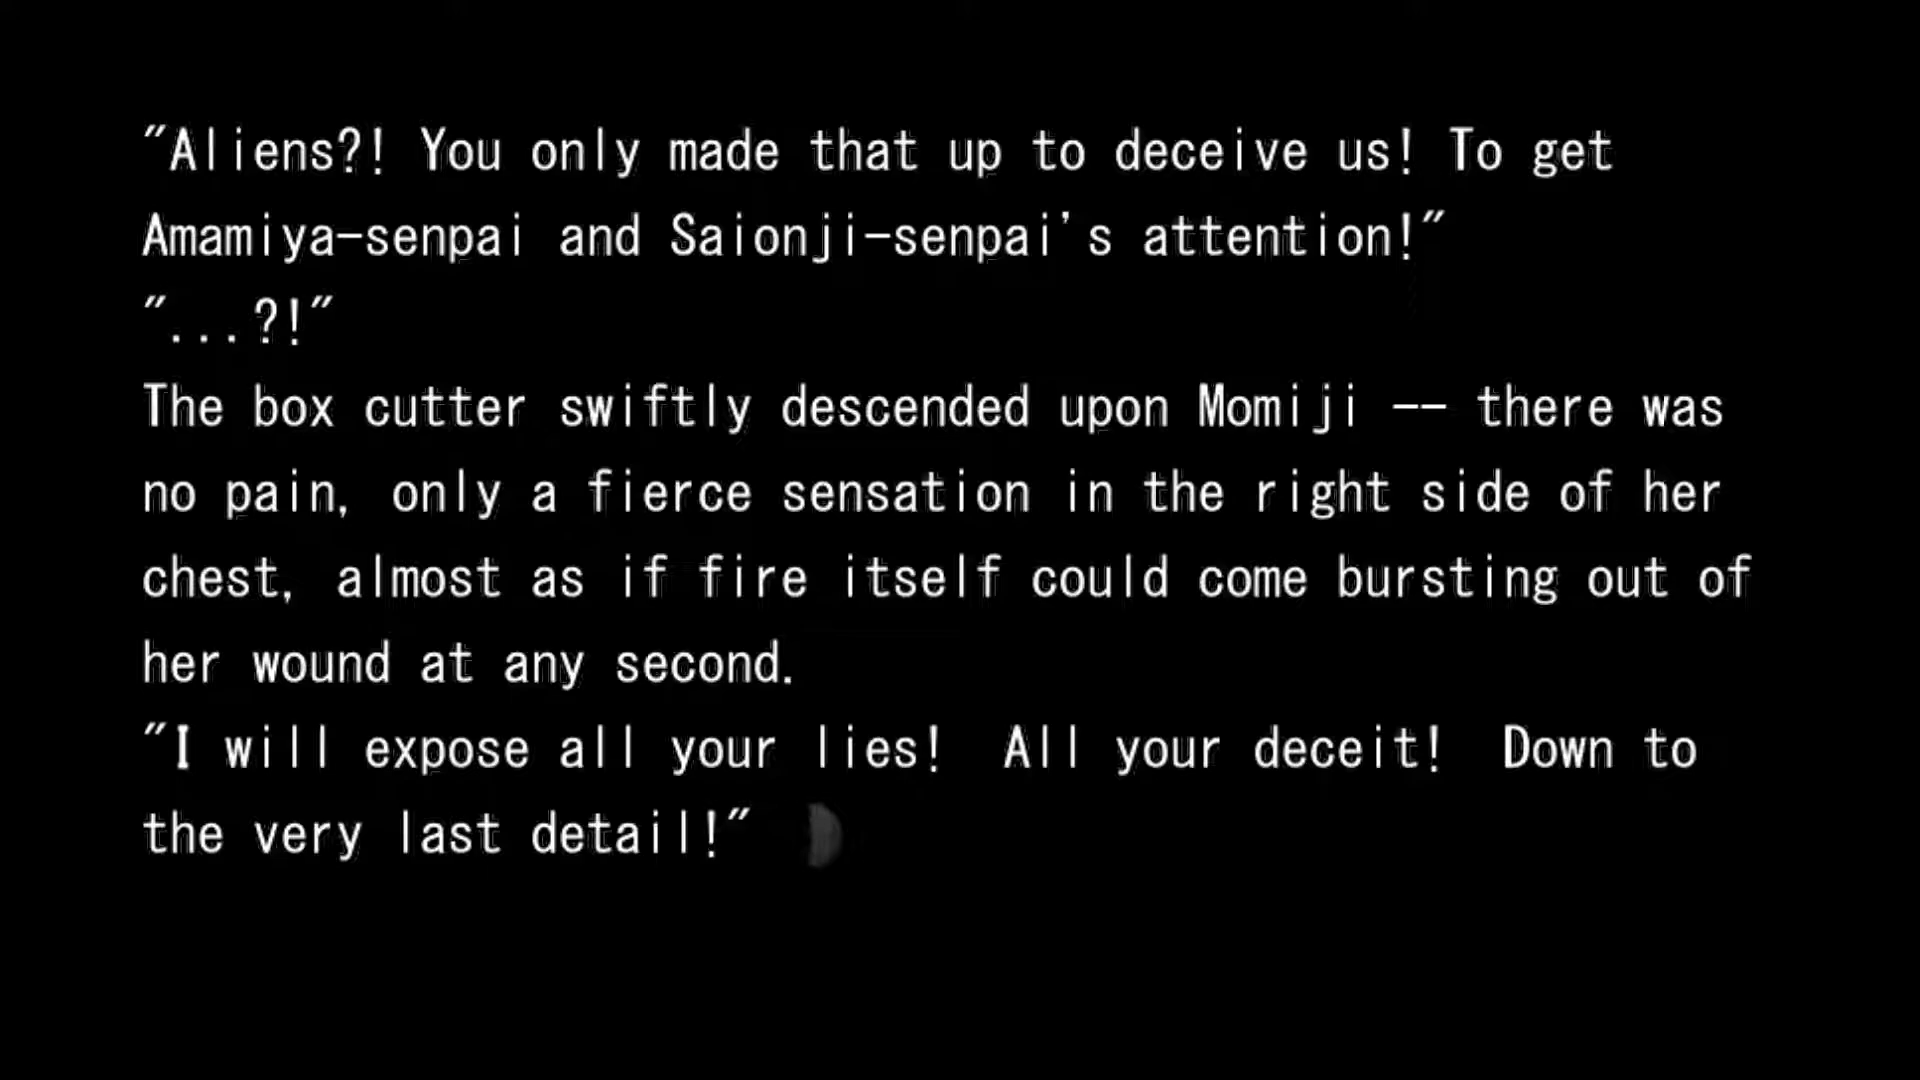 "Aliens?! You only made that up to deceive us! To get
Amamiya-senpai and Saionji-senpai's attention!"
"...?!"
The box cutter swiftly descended upon Momiji -- there was
no pain, only a fierce sensation in the right side of her
chest, almost as if fire itself could come bursting out of
her wound at any second.
"I will expose all your lies!  All your deceit!  Down to
the very last detail!"